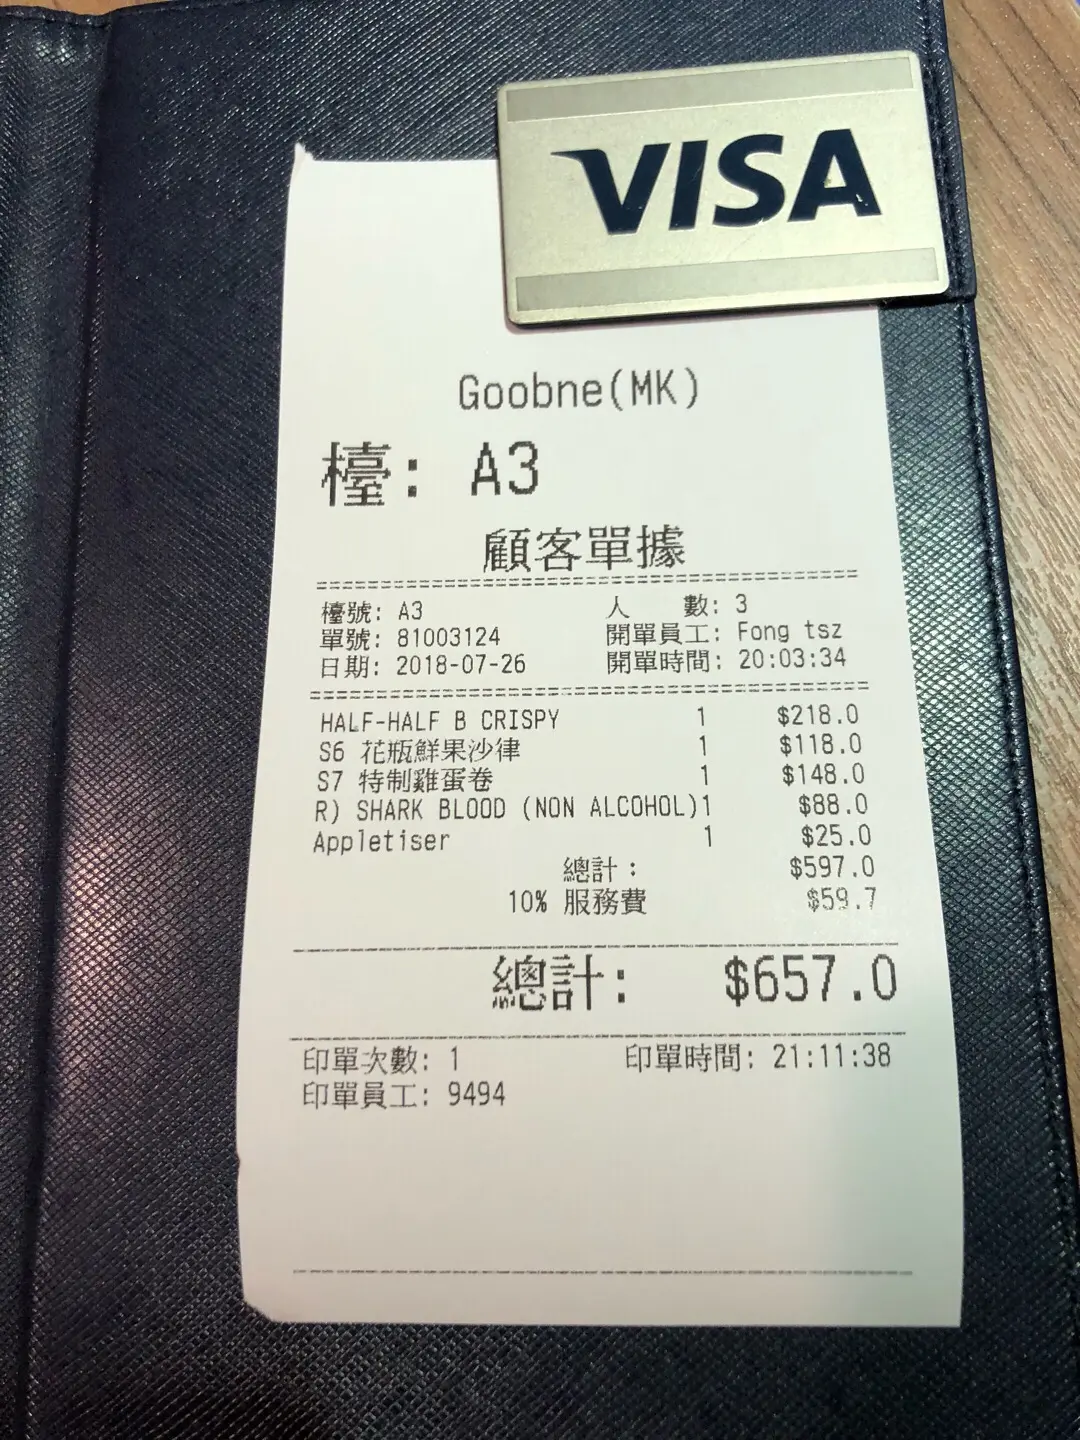 VISA
Goobne(MK)
檯: A3
顧客單據
檯號: A3 人 數: 3
單號: 81003124 開單員工: Fong tsz
日期: 2018-07-26 開單時間: 20:03:34
HALF-HALF B CRISPY 1 $218.0
S6 花瓶鮮果沙律 1 $118.0
S7 特制雞蛋卷 1 $148.0
R) SHARK BLOOD (NON ALCOHOL)1 $88.0
Appletiser 1 $25.0
總計: $597.0
10% 服務費 $59.7
總計: $657.0
印單次數: 1 印單時間: 21:11:38
印單員工: 9494